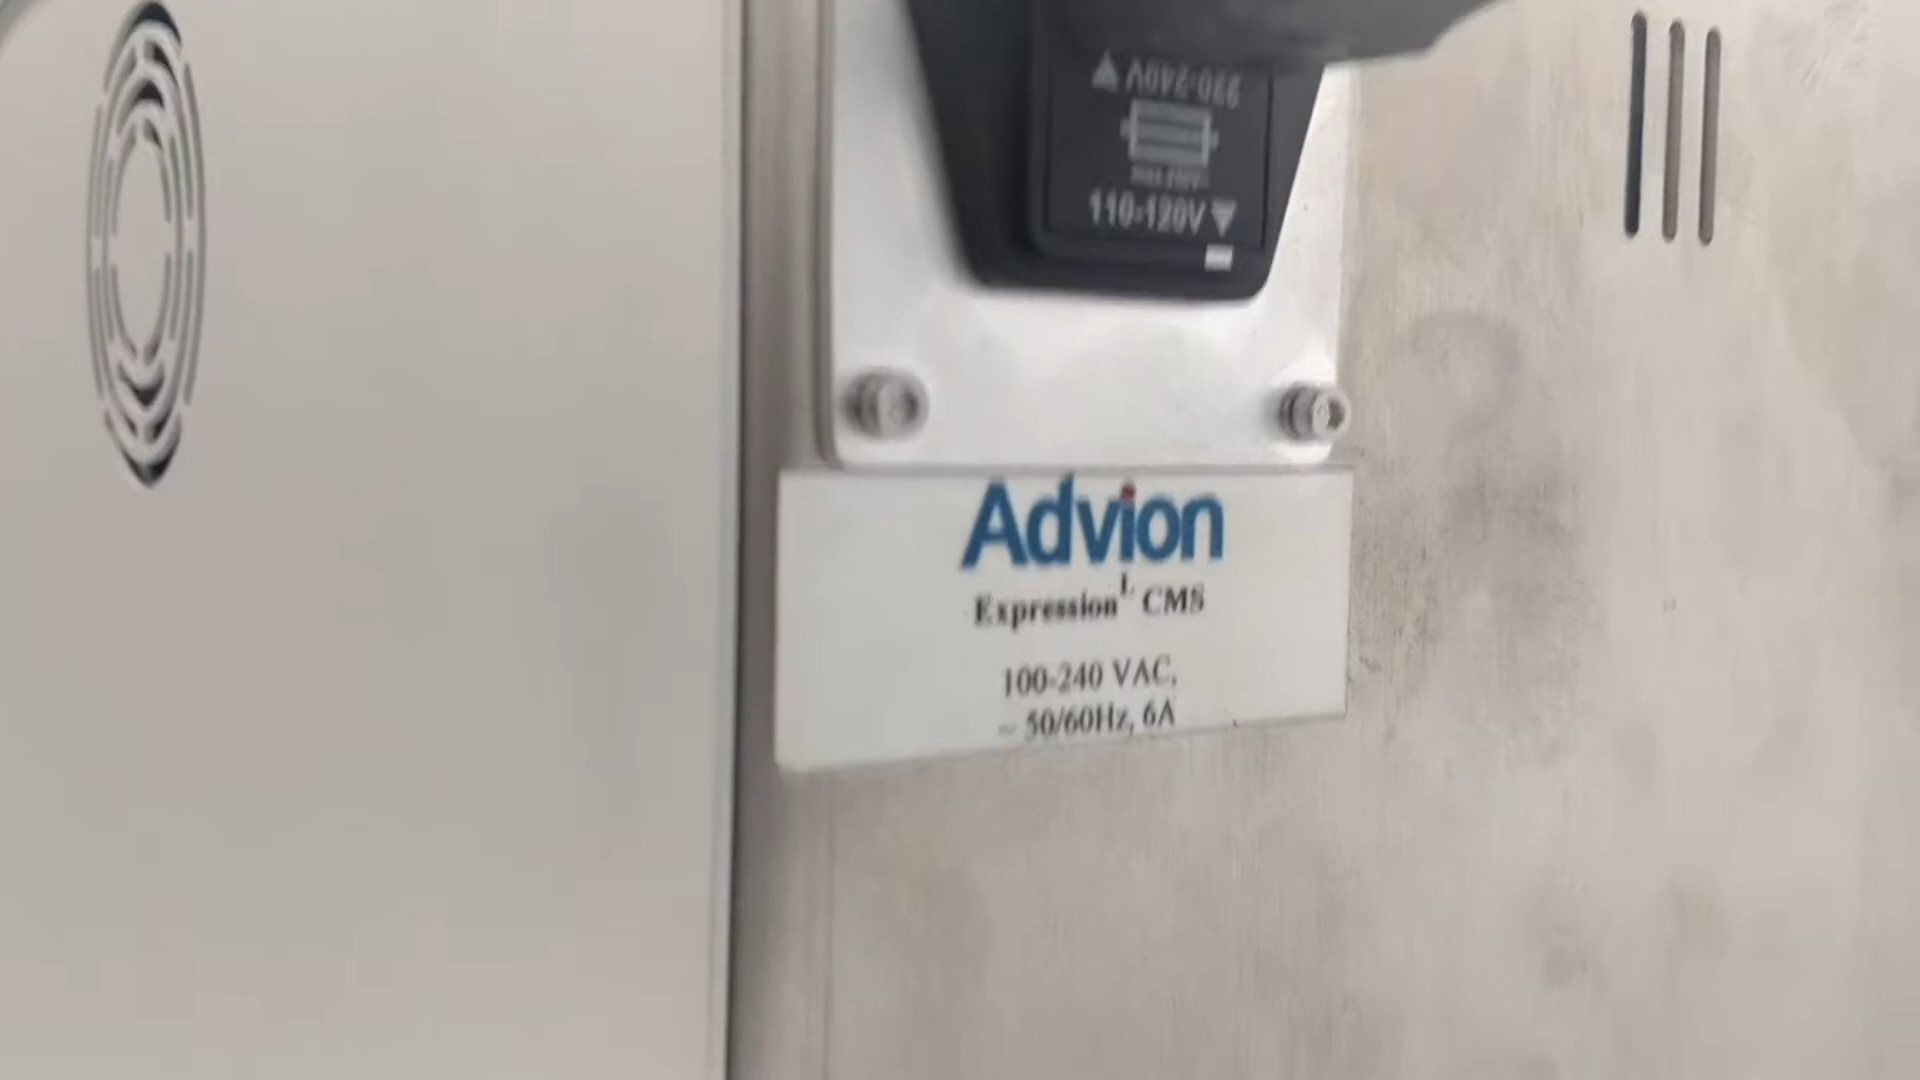 220-240V
110-120V
Advion
Expression L CMS
100-240 VAC,
~ 50/60Hz, 6A